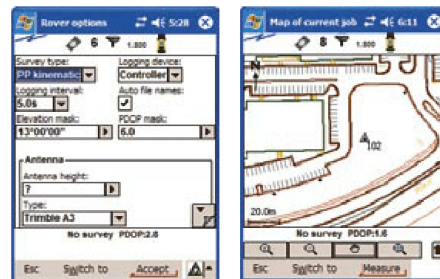 Rover options 5:28
6 1.800
Survey type: Logging device:
PP kinematic Controller
Logging interval: Auto file names:
5.0s
Elevation mask: PDOP mask:
13°00'00" 6.0
Antenna
Antenna height:
?
Type:
Trimble A3
No survey PDOP:2.6
Esc Switch to Accept
Map of current job 6:11
8 1.800
N
102
20.0m
No survey PDOP:1.6
Esc Switch to Measure